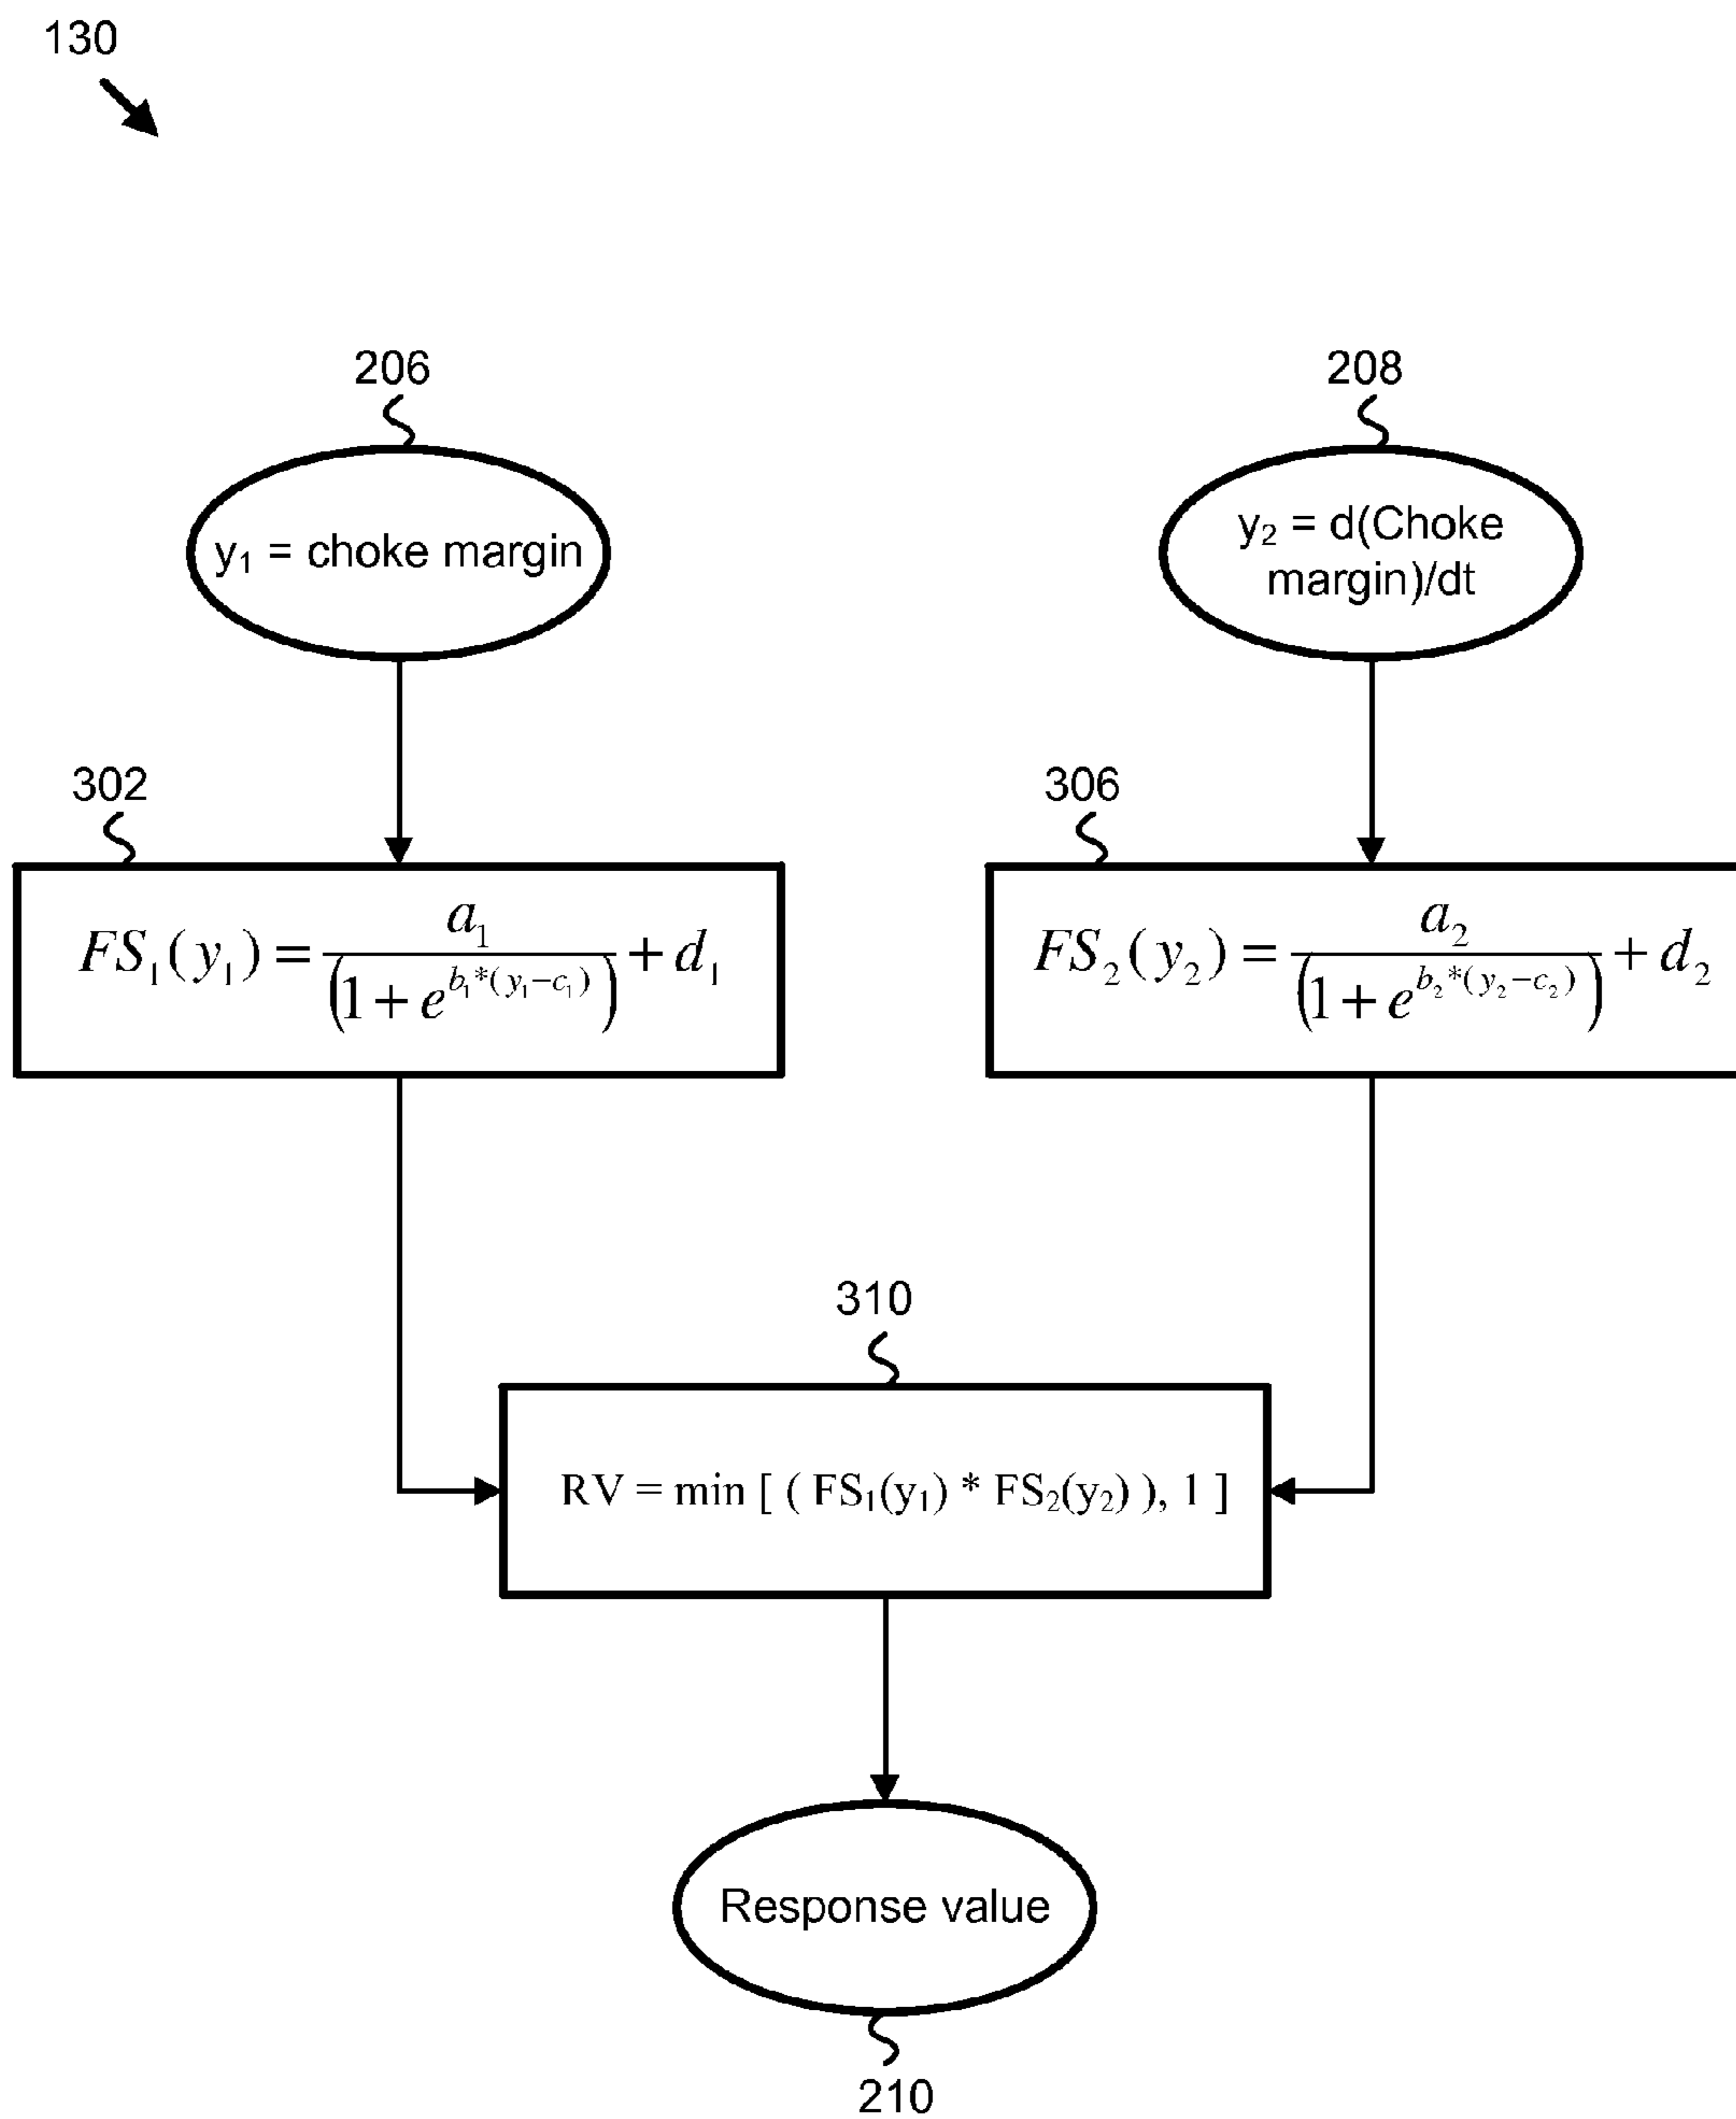 130
206
208
y₁ = choke margin
y₂ = d(Choke
margin)/dt
302
306
FS₁(y₁) = a₁ / (1 + e^{b₁*(y₁−c₁)}) + d₁
FS₂(y₂) = a₂ / (1 + e^{b₂*(y₂−c₂)}) + d₂
310
RV = min [ ( FS₁(y₁) * FS₂(y₂) ), 1 ]
Response value
210